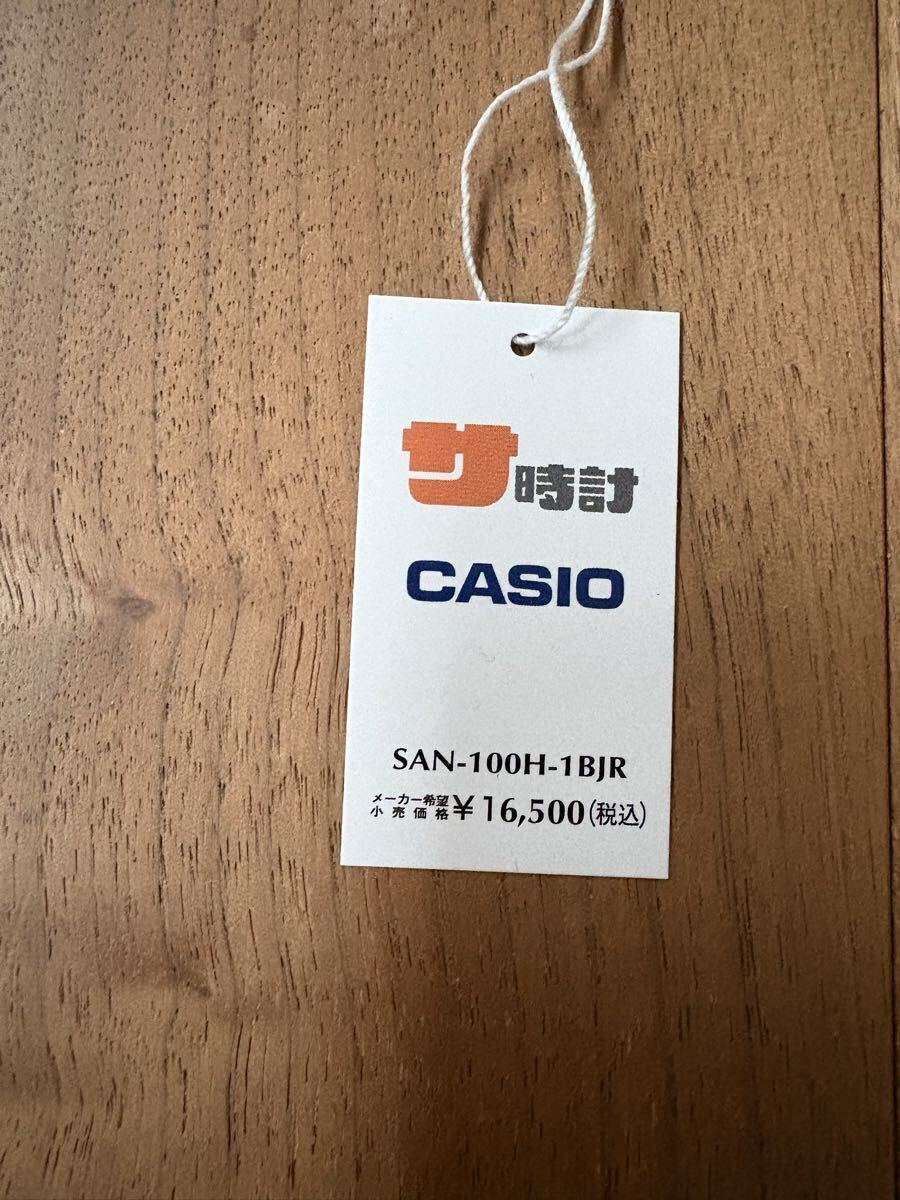 サ時計
CASIO
SAN-100H-1BJR
メーカー希望
小売価格 ¥16,500(税込)